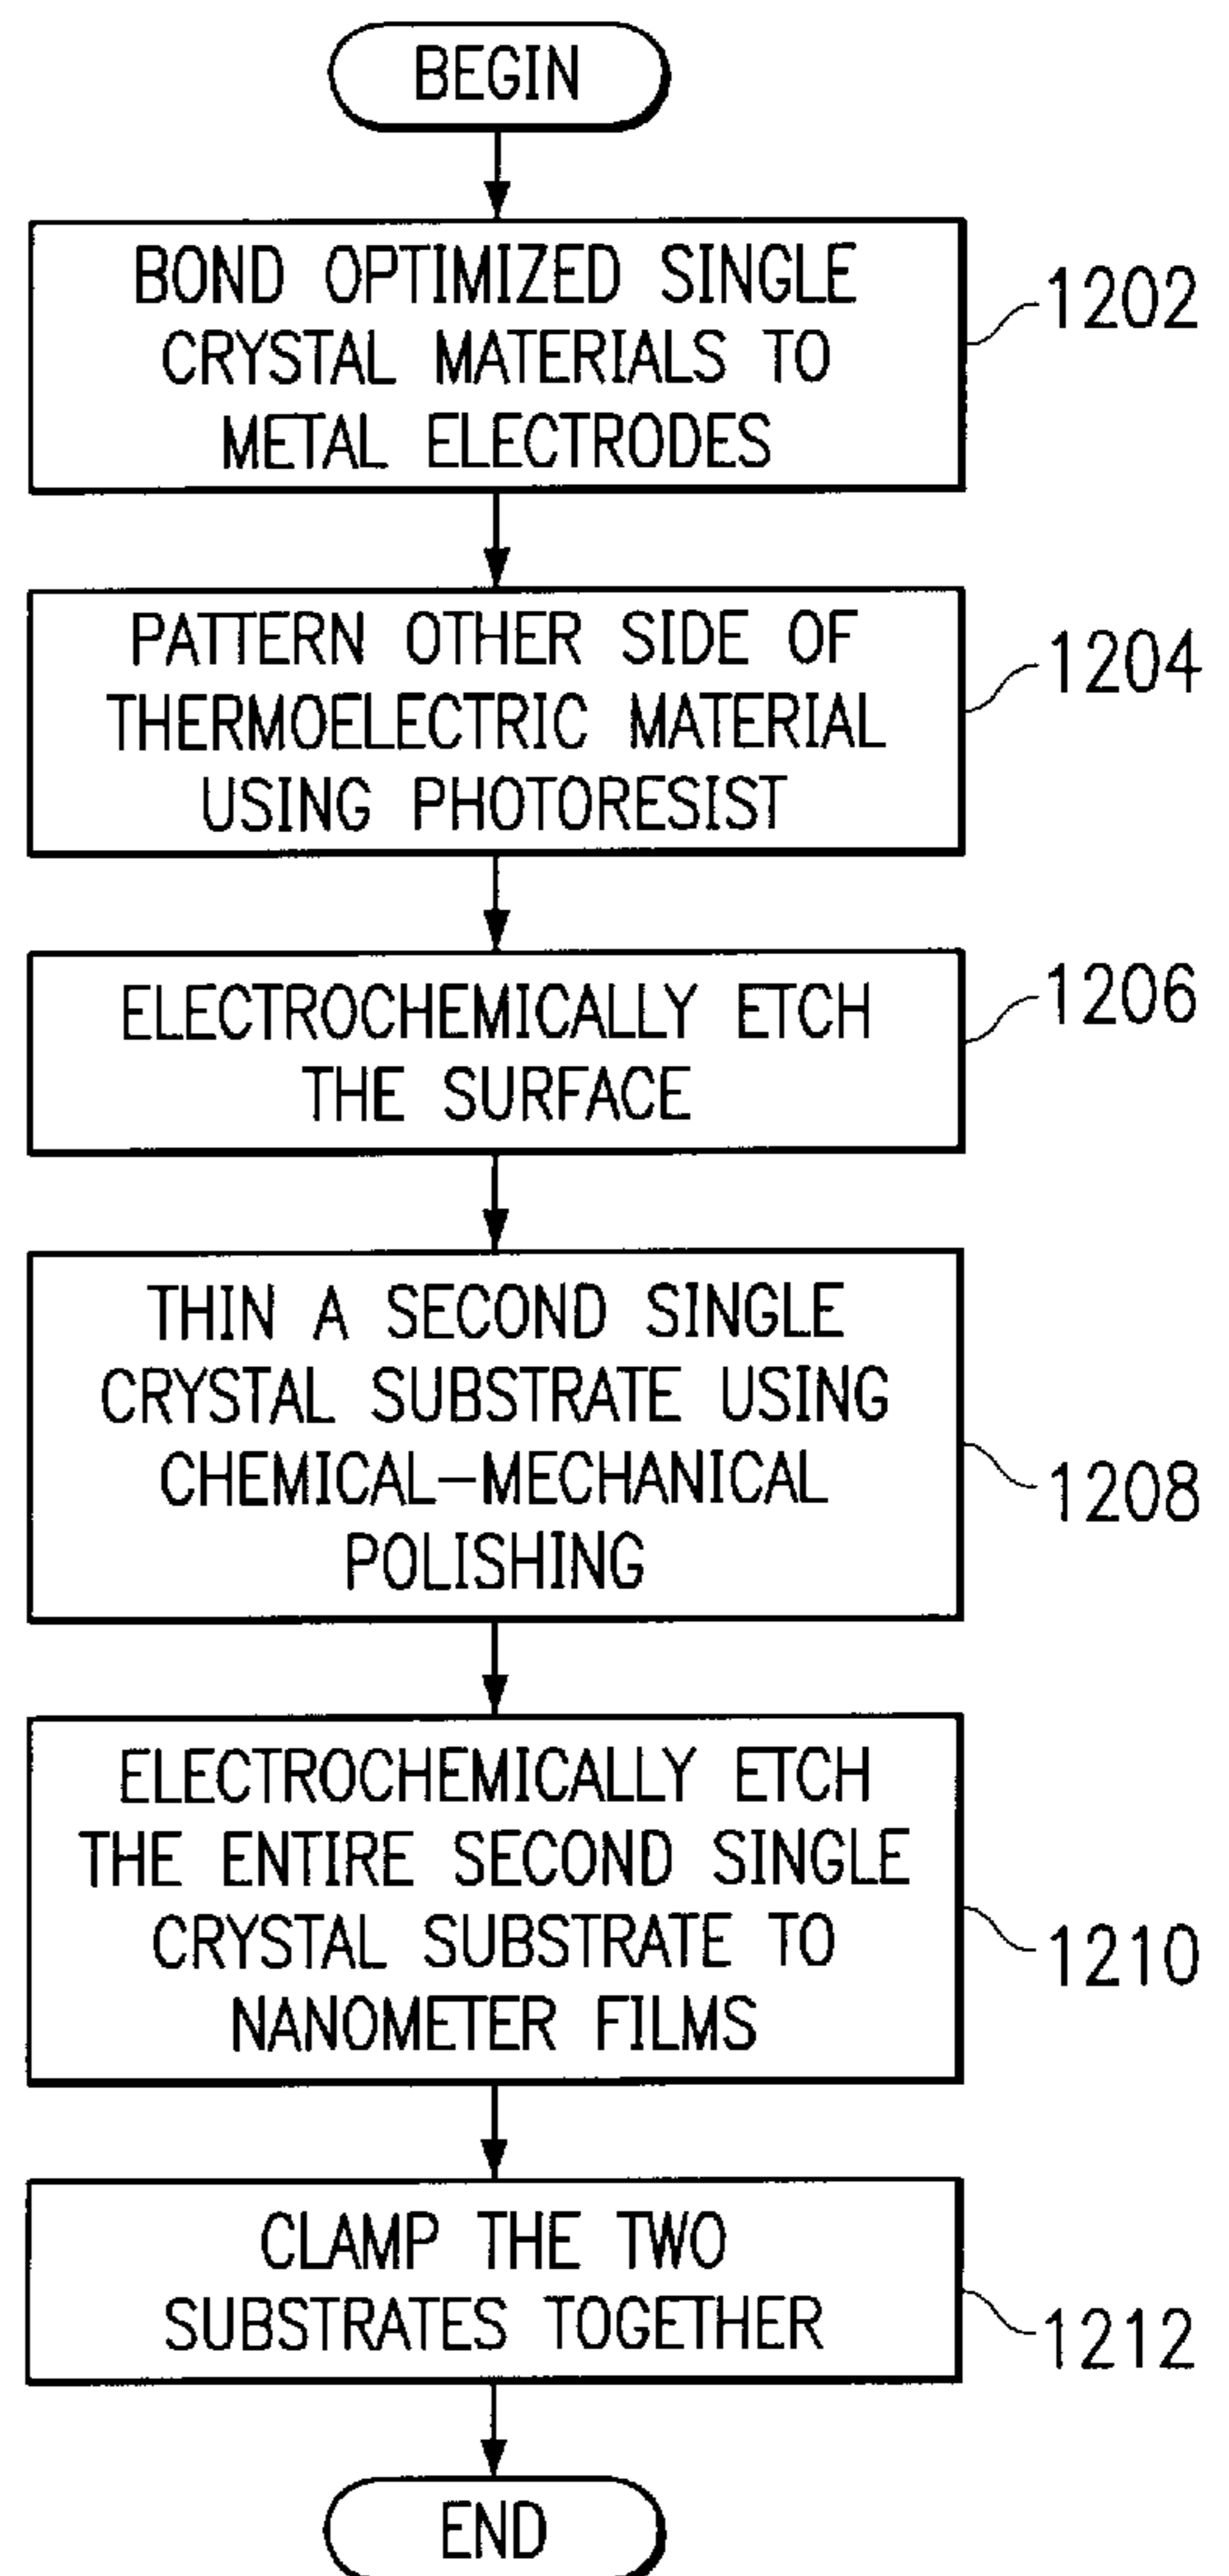 BEGIN
BOND OPTIMIZED SINGLE
CRYSTAL MATERIALS TO
METAL ELECTRODES
1202
PATTERN OTHER SIDE OF
THERMOELECTRIC MATERIAL
USING PHOTORESIST
1204
ELECTROCHEMICALLY ETCH
THE SURFACE
1206
THIN A SECOND SINGLE
CRYSTAL SUBSTRATE USING
CHEMICAL-MECHANICAL
POLISHING
1208
ELECTROCHEMICALLY ETCH
THE ENTIRE SECOND SINGLE
CRYSTAL SUBSTRATE TO
NANOMETER FILMS
1210
CLAMP THE TWO
SUBSTRATES TOGETHER
1212
END